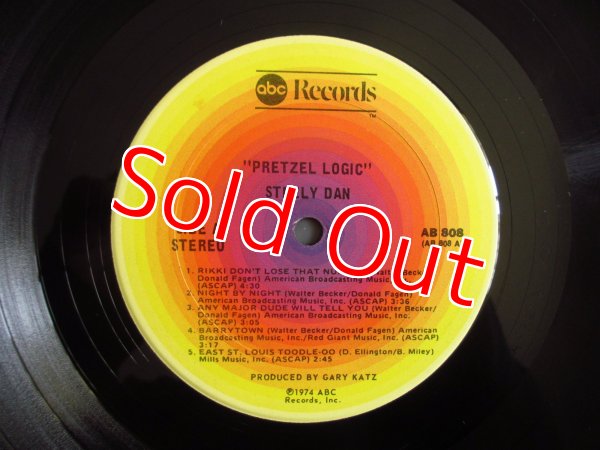 abc Records
TM
"PRETZEL LOGIC"
STEELY DAN
STEREO
AB 808
(AB 808 A)
Sold Out
1. RIKKI DON'T LOSE THAT
Donald Fagen) American Broadcasting Music, Inc.
(ASCAP) 4:30
2. NIGHT BY NIGHT (Walter Becker/Donald Fagen)
American Broadcasting Music, Inc. (ASCAP) 3:36
3. ANY MAJOR DUDE WILL TELL YOU (Walter Becker/
Donald Fagen) American Broadcasting Music, Inc.
(ASCAP) 3:05
4. BARRYTOWN (Walter Becker/Donald Fagen) American
Broadcasting Music, Inc./Red Giant Music, Inc. (ASCAP)
3:17
5. EAST ST. LOUIS TOODLE-OO (D. Ellington/B. Miley)
Mills Music, Inc. (ASCAP) 2:45
PRODUCED BY GARY KATZ
℗1974 ABC
Records, Inc.